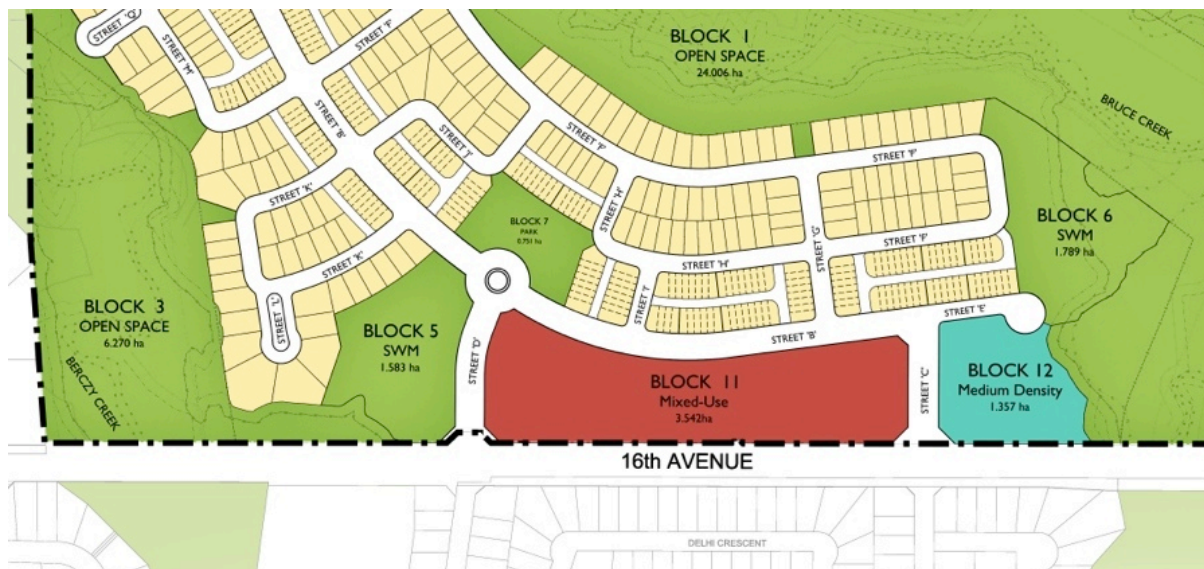 STREET 'Q'
STREET 'M'
STREET 'F'
BLOCK 1
OPEN SPACE
24.006 ha
BRUCE CREEK
STREET 'B'
STREET 'J'
STREET 'F'
STREET 'F'
STREET 'K'
STREET 'H'
BLOCK 7
PARK
0.751 ha
STREET 'G'
BLOCK 6
SWM
1.789 ha
STREET 'F'
STREET 'K'
STREET 'H'
BLOCK 3
OPEN SPACE
6.270 ha
STREET 'L'
STREET 'I'
STREET 'E'
BLOCK 5
SWM
1.583 ha
STREET 'B'
STREET 'D'
BLOCK 11
Mixed-Use
3.542ha
STREET 'C'
BLOCK 12
Medium Density
1.357 ha
BERCZY CREEK
16th AVENUE
DELHI CRESCENT